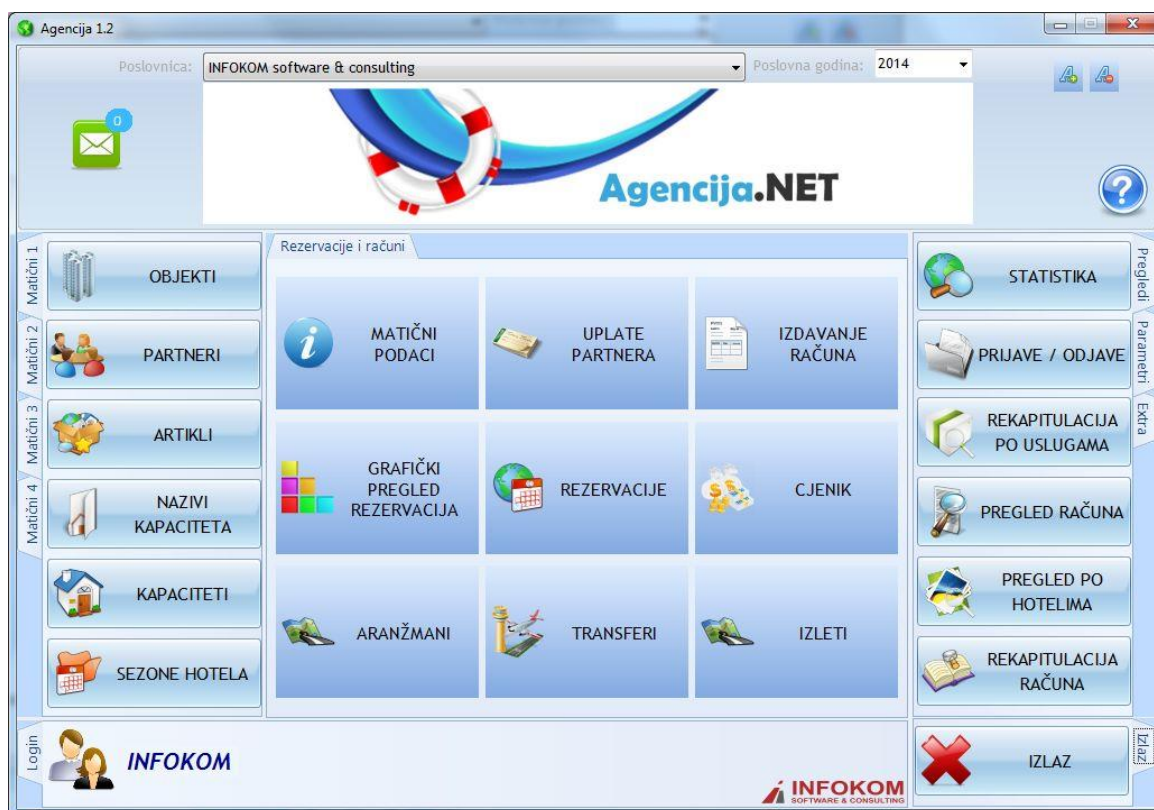 Agencija 1.2
Poslovnica:
INFOKOM software & consulting
Poslovna godina:
2014
0
Agencija.NET
?
Matični 1
Matični 2
Matični 3
Matični 4
OBJEKTI
PARTNERI
ARTIKLI
NAZIVI
KAPACITETA
KAPACITETI
SEZONE HOTELA
Rezervacije i računi
MATIČNI
PODACI
UPLATE
PARTNERA
IZDAVANJE
RAČUNA
GRAFIČKI
PREGLED
REZERVACIJA
REZERVACIJE
CJENIK
ARANŽMANI
TRANSFERI
IZLETI
STATISTIKA
PRIJAVE / ODJAVE
REKAPITULACIJA
PO USLUGAMA
PREGLED RAČUNA
PREGLED PO
HOTELIMA
REKAPITULACIJA
RAČUNA
Pregledi
Parametri
Extra
Login
INFOKOM
INFOKOM
SOFTWARE & CONSULTING
IZLAZ
Izlaz